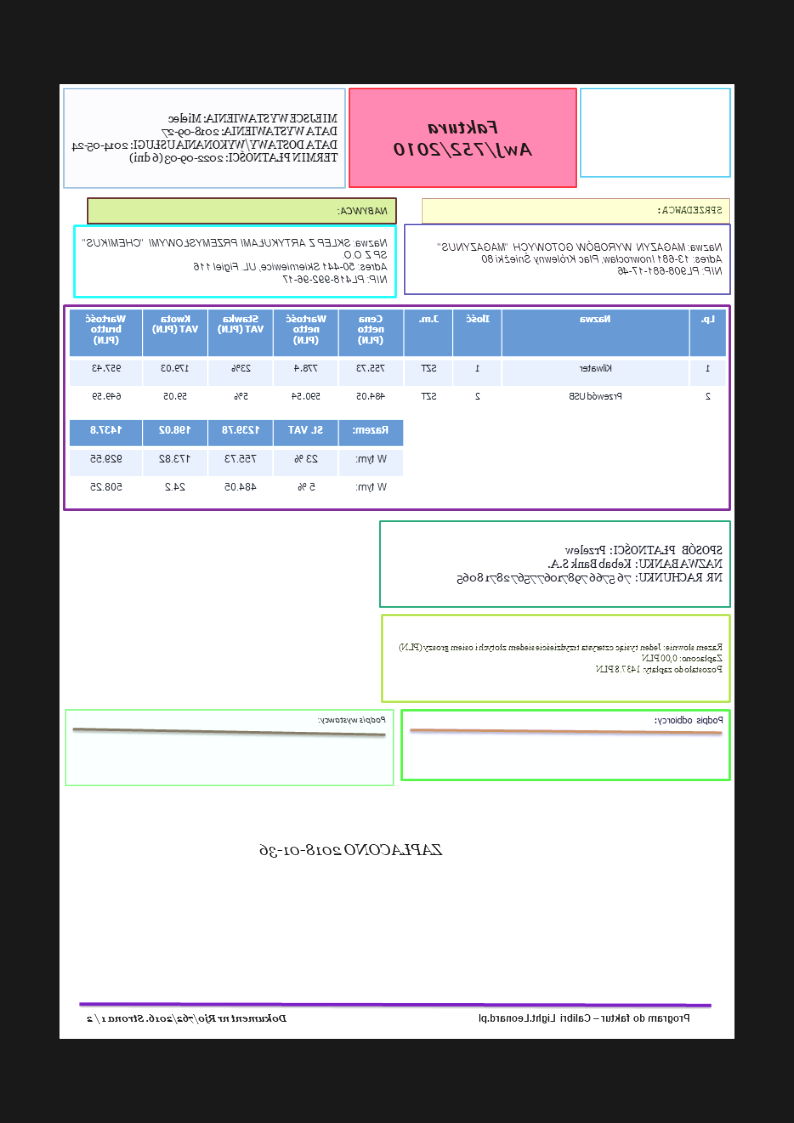 Faktura
AwJ/752/2010
MIEJSCE WYSTAWIENIA: Mielec
DATA WYSTAWIENIA: 2018-09-27
DATA DOSTAWY/WYKONANIA USŁUGI: 2014-05-24
TERMIN PŁATNOŚCI: 2022-09-03 (6 dni)
SPRZEDAWCA:
Nazwa: MAGAZYN WYROBÓW GOTOWYCH "MAGAZYNUS"
Adres: 13-681 Inowrocław, Plac Królewny Śnieżki 80
NIP: PL908-681-17-46
NABYWCA:
Nazwa: SKLEP Z ARTYKUŁAMI PRZEMYSŁOWYMI "CHEMIKUS"
SP Z O.O.
Adres: 50-441 Skierniewice, UL. Figiel 116
NIP: PL418-992-96-17
Lp. Nazwa Ilość J.m. Cena netto (PLN) Wartość netto (PLN) Stawka VAT (PLN) Kwota VAT (PLN) Wartość brutto (PLN)
1 Kilwater 1 SZT 755.73 778.4 23% 179.03 957.43
2 Przewód USB 2 SZT 484.05 590.54 5% 59.05 649.59
Razem: SL VAT 1239.78 198.02 1437.8
W tym: 23 % 755.73 173.82 929.55
W tym: 5 % 484.05 24.2 508.25
SPOSÓB PŁATNOŚCI: Przelew
NAZWA BANKU: Kebab Bank S.A.
NR RACHUNKU: 76576679871067756728718065
Razem słownie: Jeden tysiąc czterysta trzydzieści siedem złotych i osiem groszy (PLN)
Zapłacono: 0,00 PLN
Pozostało do zapłaty: 1437.8 PLN
Podpis odbiorcy:
Podpis wystawcy:
ZAPŁACONO 2018-01-36
Program do faktur – Calibri Light.Leonard.pl
Dokument nr Rjo/762/2016. Strona 1 / 2